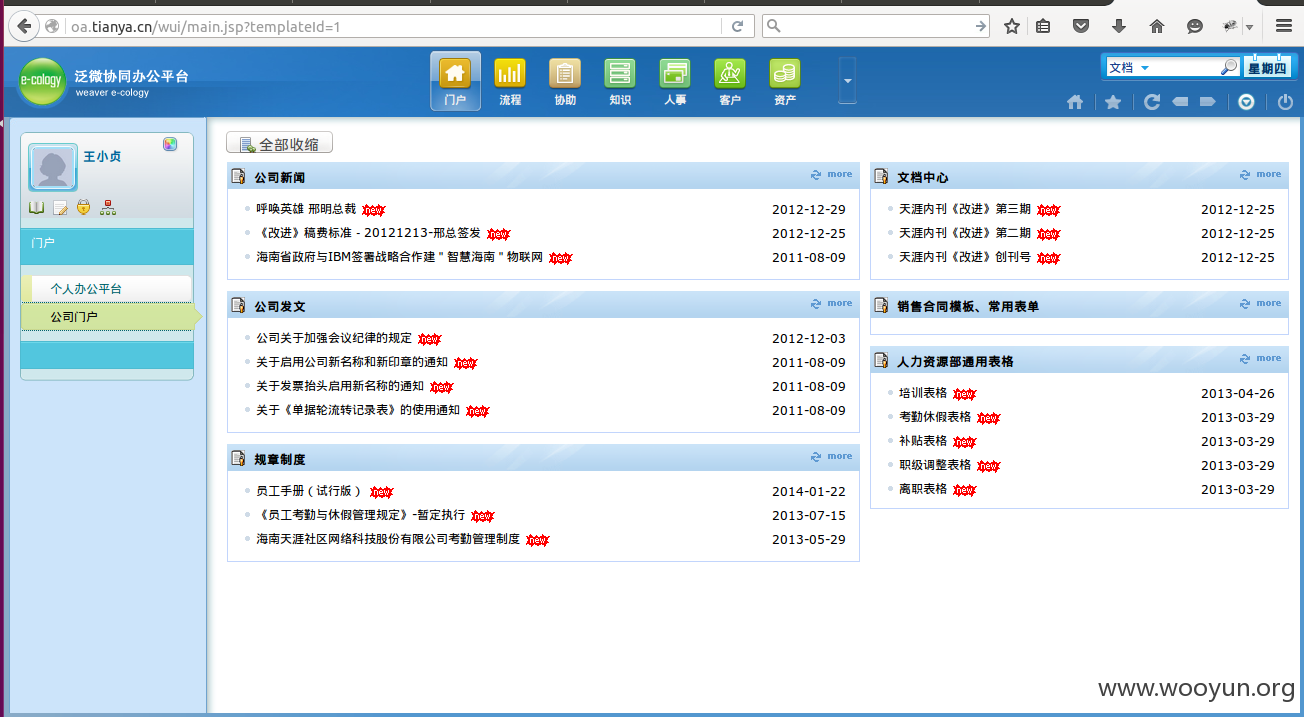 oa.tianya.cn/wui/main.jsp?templateId=1
e-cology
泛微协同办公平台
weaver e-cology
门户
流程
协助
知识
人事
客户
资产
文档
星期四
王小贞
门户
个人办公平台
公司门户
全部收缩
公司新闻 more
呼唤英雄 邢明总裁 new 2012-12-29
《改进》稿费标准 - 20121213-邢总签发 new 2012-12-25
海南省政府与IBM签署战略合作建＂智慧海南＂物联网 new 2011-08-09
公司发文 more
公司关于加强会议纪律的规定 new 2012-12-03
关于启用公司新名称和新印章的通知 new 2011-08-09
关于发票抬头启用新名称的通知 new 2011-08-09
关于《单据轮流转记录表》的使用通知 new 2011-08-09
规章制度 more
员工手册（试行版） new 2014-01-22
《员工考勤与休假管理规定》-暂定执行 new 2013-07-15
海南天涯社区网络科技股份有限公司考勤管理制度 new 2013-05-29
文档中心 more
天涯内刊《改进》第三期 new 2012-12-25
天涯内刊《改进》第二期 new 2012-12-25
天涯内刊《改进》创刊号 new 2012-12-25
销售合同模板、常用表单 more
人力资源部通用表格 more
培训表格 new 2013-04-26
考勤休假表格 new 2013-03-29
补贴表格 new 2013-03-29
职级调整表格 new 2013-03-29
离职表格 new 2013-03-29
www.wooyun.org